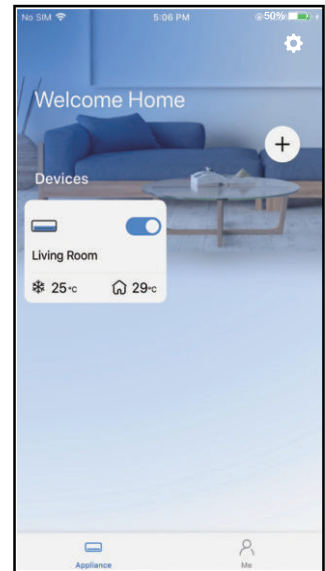 No SIM 5:06 PM 50%
Welcome Home
+
Devices
Living Room
25°c 29°c
Appliance Me